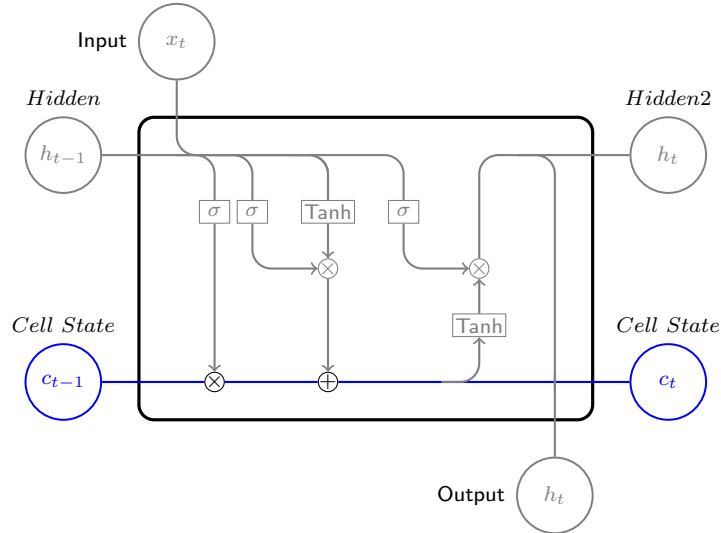 Input x_t
Hidden Hidden2
h_{t−1} h_t
σ σ Tanh σ
× ×
Tanh
Cell State Cell State
c_{t−1} × + c_t
Output h_t